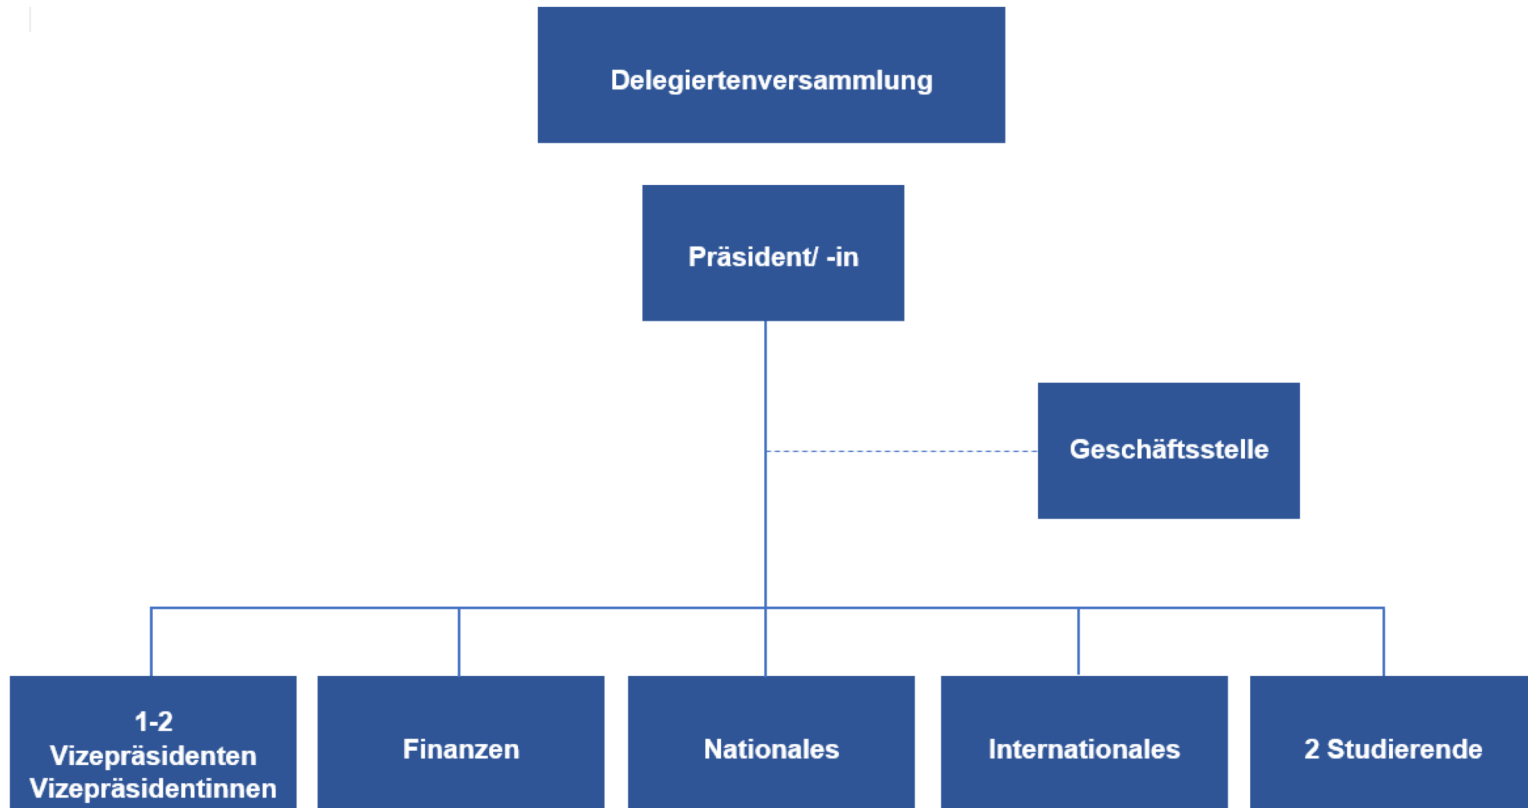 Delegiertenversammlung
Präsident/ -in
Geschäftsstelle
1-2
Vizepräsidenten
Vizepräsidentinnen
Finanzen
Nationales
Internationales
2 Studierende